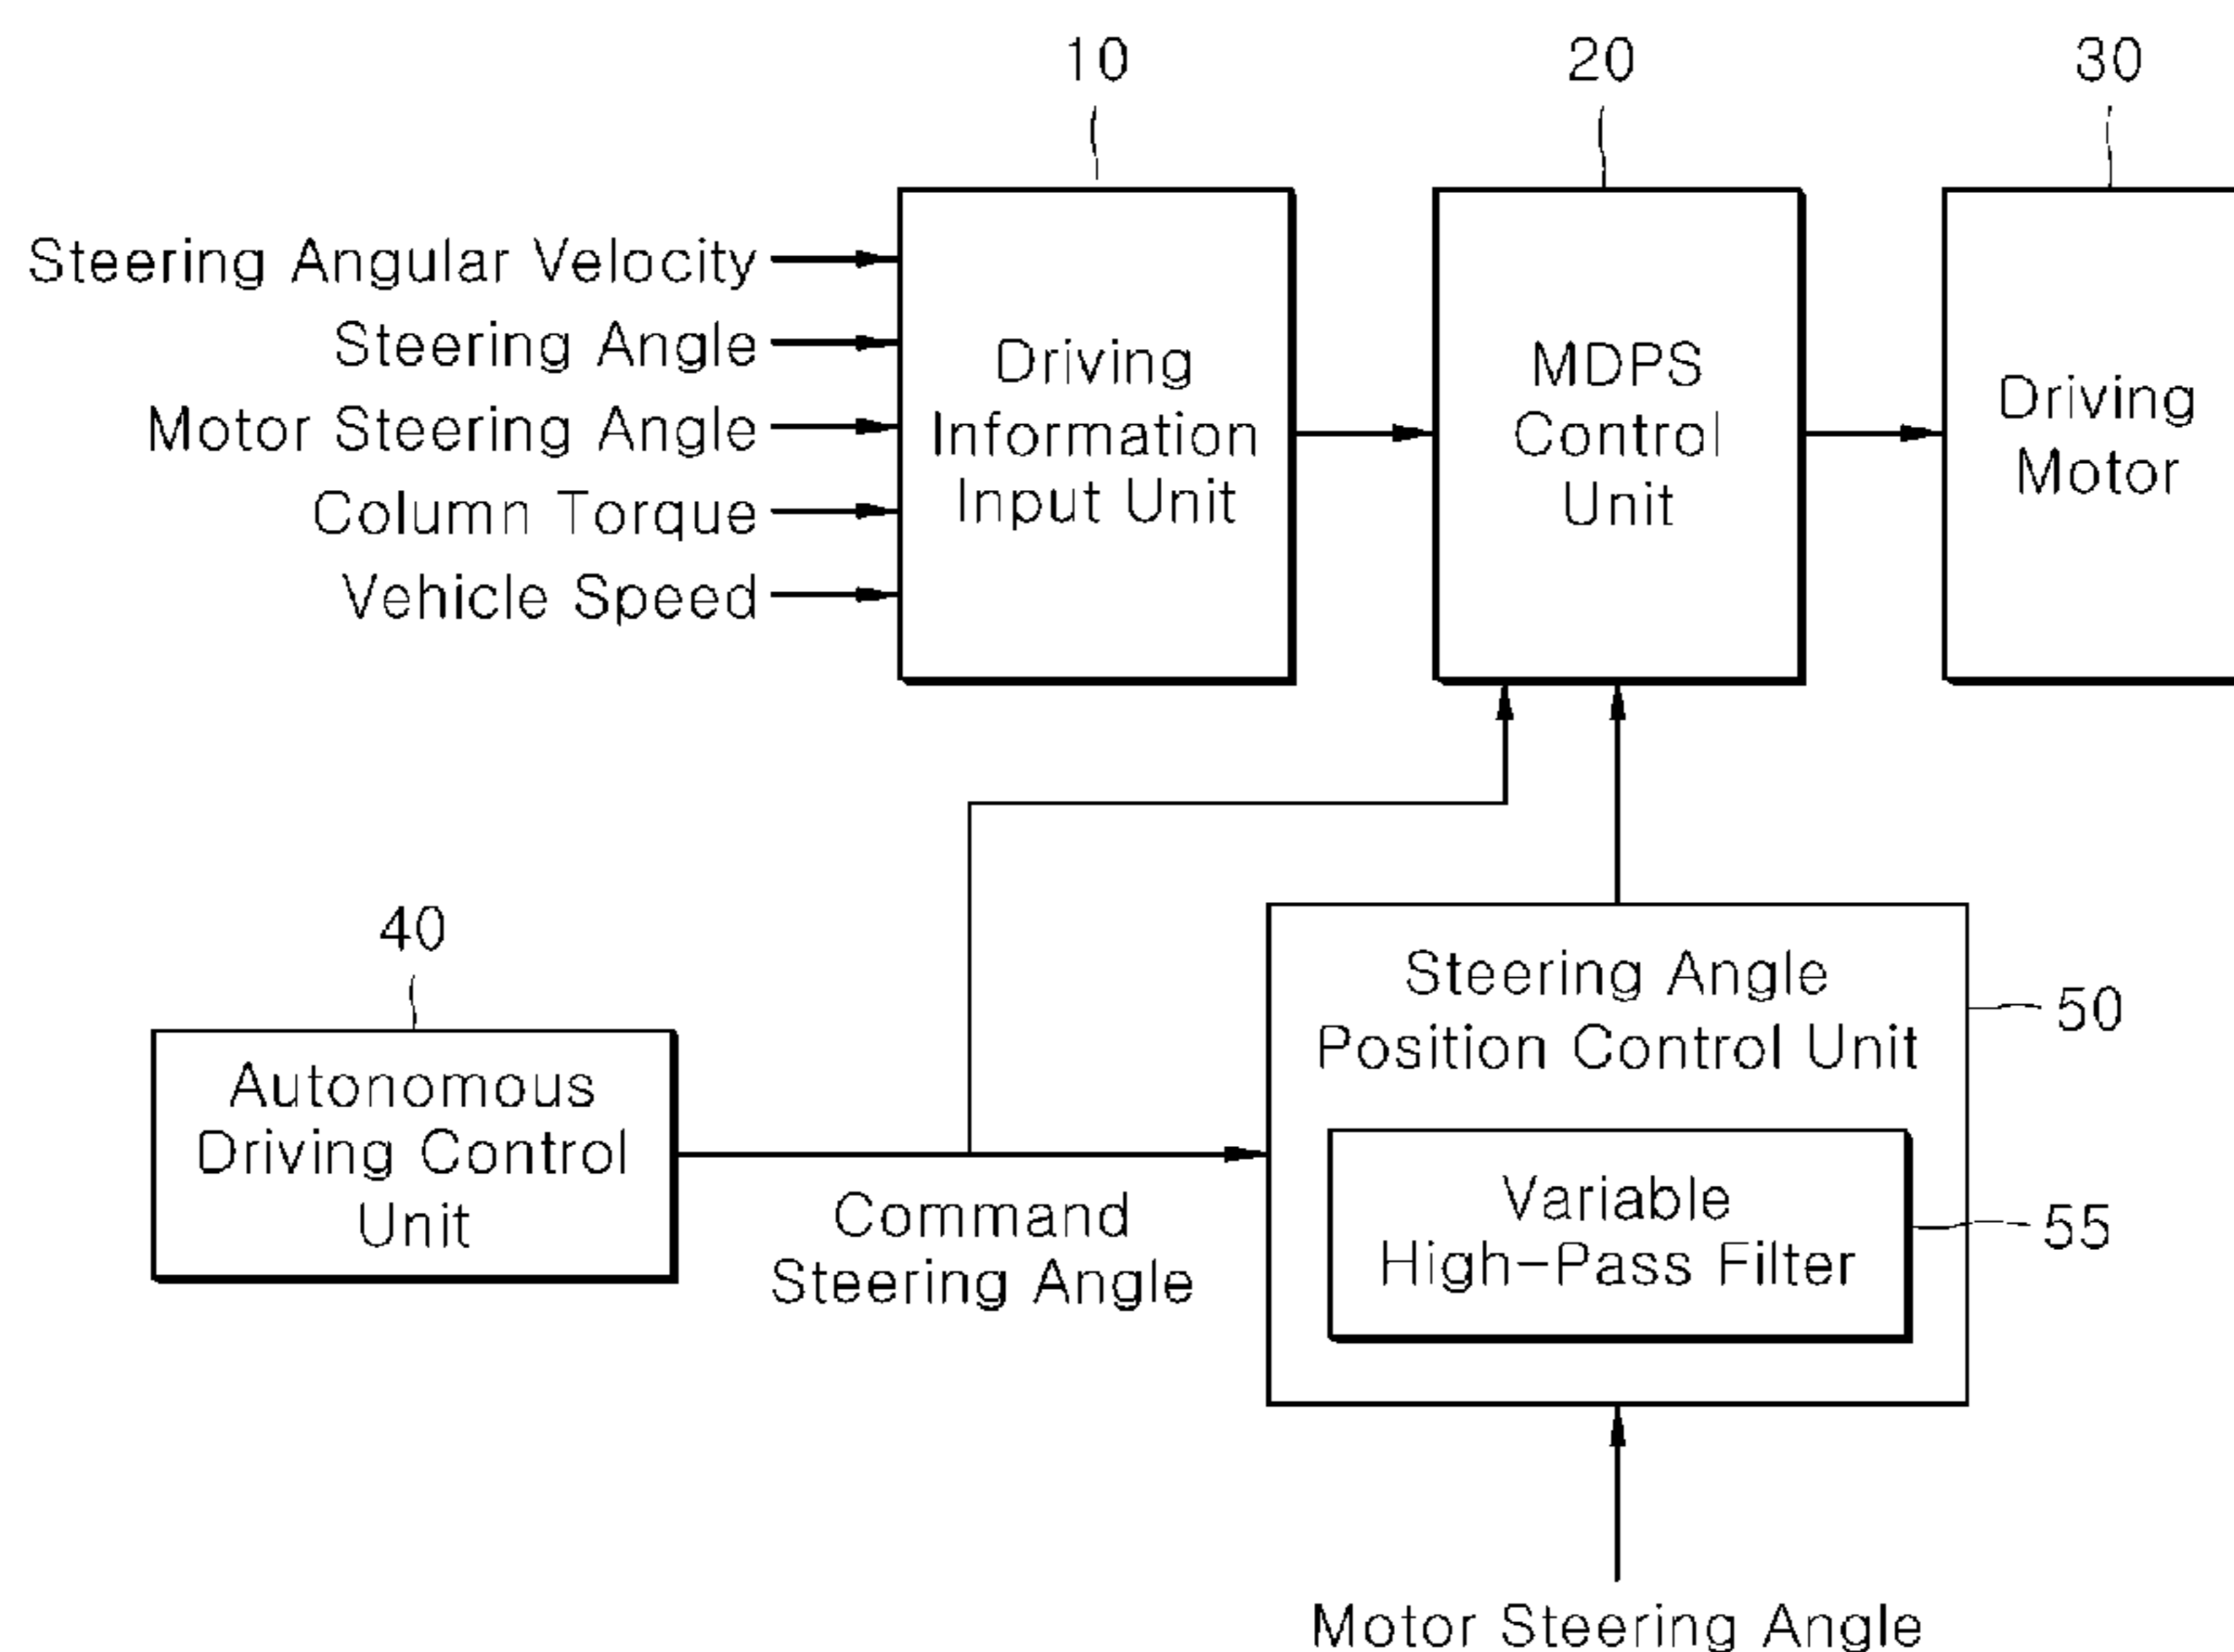 10
20
30
Steering Angular Velocity
Steering Angle
Motor Steering Angle
Column Torque
Vehicle Speed
Driving
Information
Input Unit
MDPS
Control
Unit
Driving
Motor
40
Autonomous
Driving Control
Unit
Command
Steering Angle
Steering Angle
Position Control Unit
50
Variable
High-Pass Filter
55
Motor Steering Angle